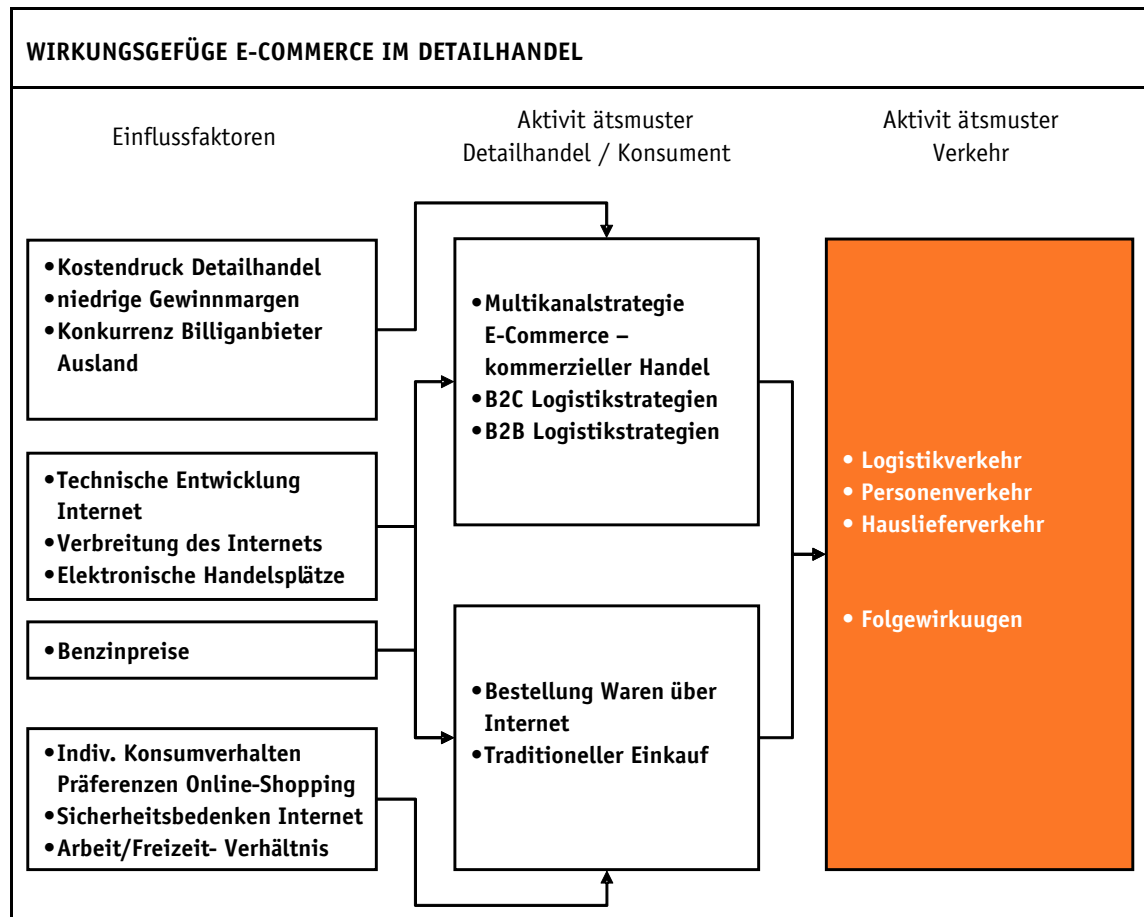 WIRKUNGSGEFÜGE E-COMMERCE IM DETAILHANDEL
Einflussfaktoren
Aktivit ätsmuster
Detailhandel / Konsument
Aktivit ätsmuster
Verkehr
•Kostendruck Detailhandel
•niedrige Gewinnmargen
•Konkurrenz Billiganbieter
Ausland
•Technische Entwicklung
Internet
•Verbreitung des Internets
•Elektronische Handelsplätze
•Benzinpreise
•Indiv. Konsumverhalten
Präferenzen Online-Shopping
•Sicherheitsbedenken Internet
•Arbeit/Freizeit- Verhältnis
•Multikanalstrategie
E-Commerce –
kommerzieller Handel
•B2C Logistikstrategien
•B2B Logistikstrategien
•Bestellung Waren über
Internet
•Traditioneller Einkauf
• Logistikverkehr
• Personenverkehr
• Hauslieferverkehr
• Folgewirkuugen